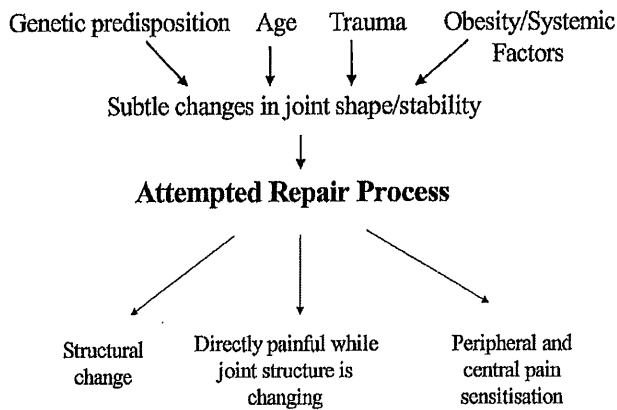 Genetic predisposition Age Trauma Obesity/Systemic
Factors
Subtle changes in joint shape/stability
Attempted Repair Process
Structural
change
Directly painful while
joint structure is
changing
Peripheral and
central pain
sensitisation